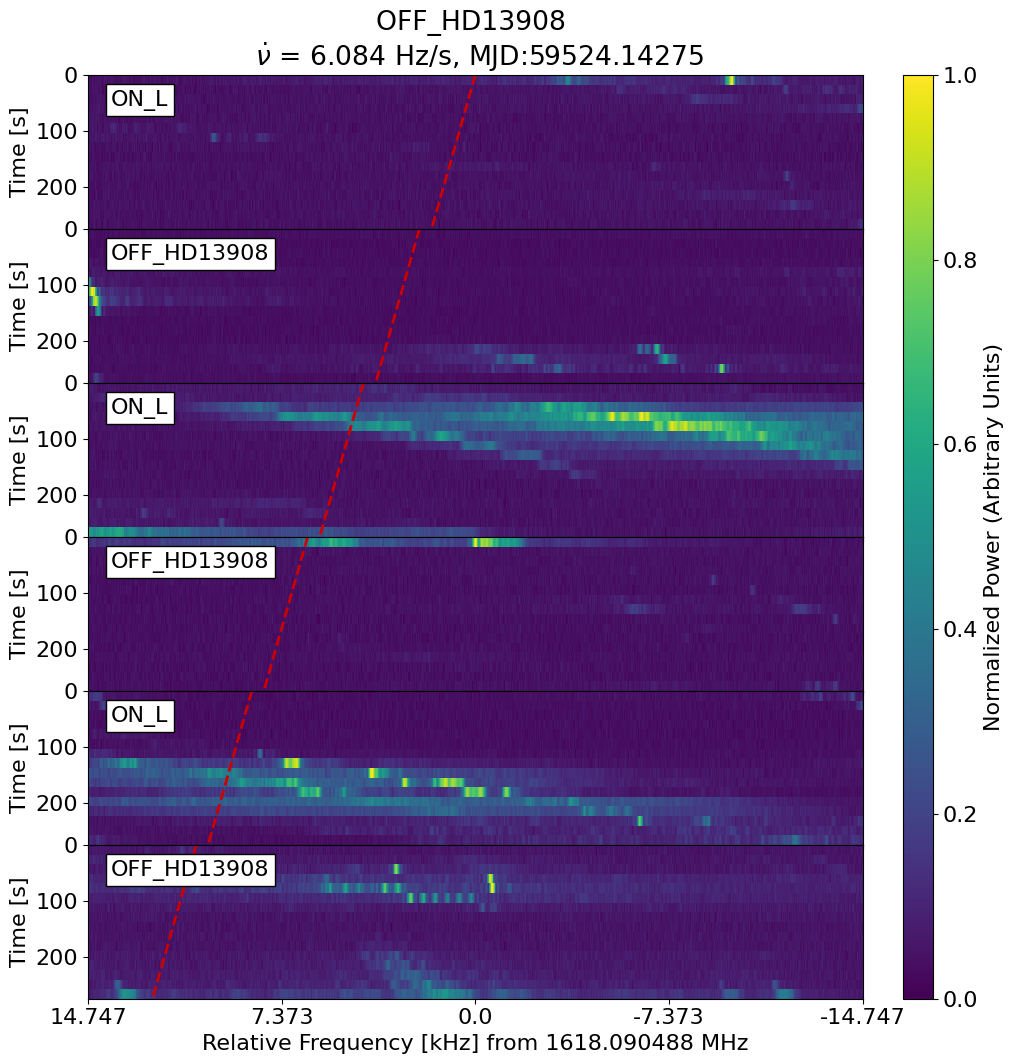 OFF_HD13908
ν̇ = 6.084 Hz/s, MJD:59524.14275
0
100
200
Time [s]
ON_L
0
100
200
Time [s]
OFF_HD13908
0
100
200
Time [s]
ON_L
0
100
200
Time [s]
OFF_HD13908
0
100
200
Time [s]
ON_L
0
100
200
Time [s]
OFF_HD13908
14.747 7.373 0.0 -7.373 -14.747
Relative Frequency [kHz] from 1618.090488 MHz
1.0
0.8
0.6
0.4
0.2
0.0
Normalized Power (Arbitrary Units)